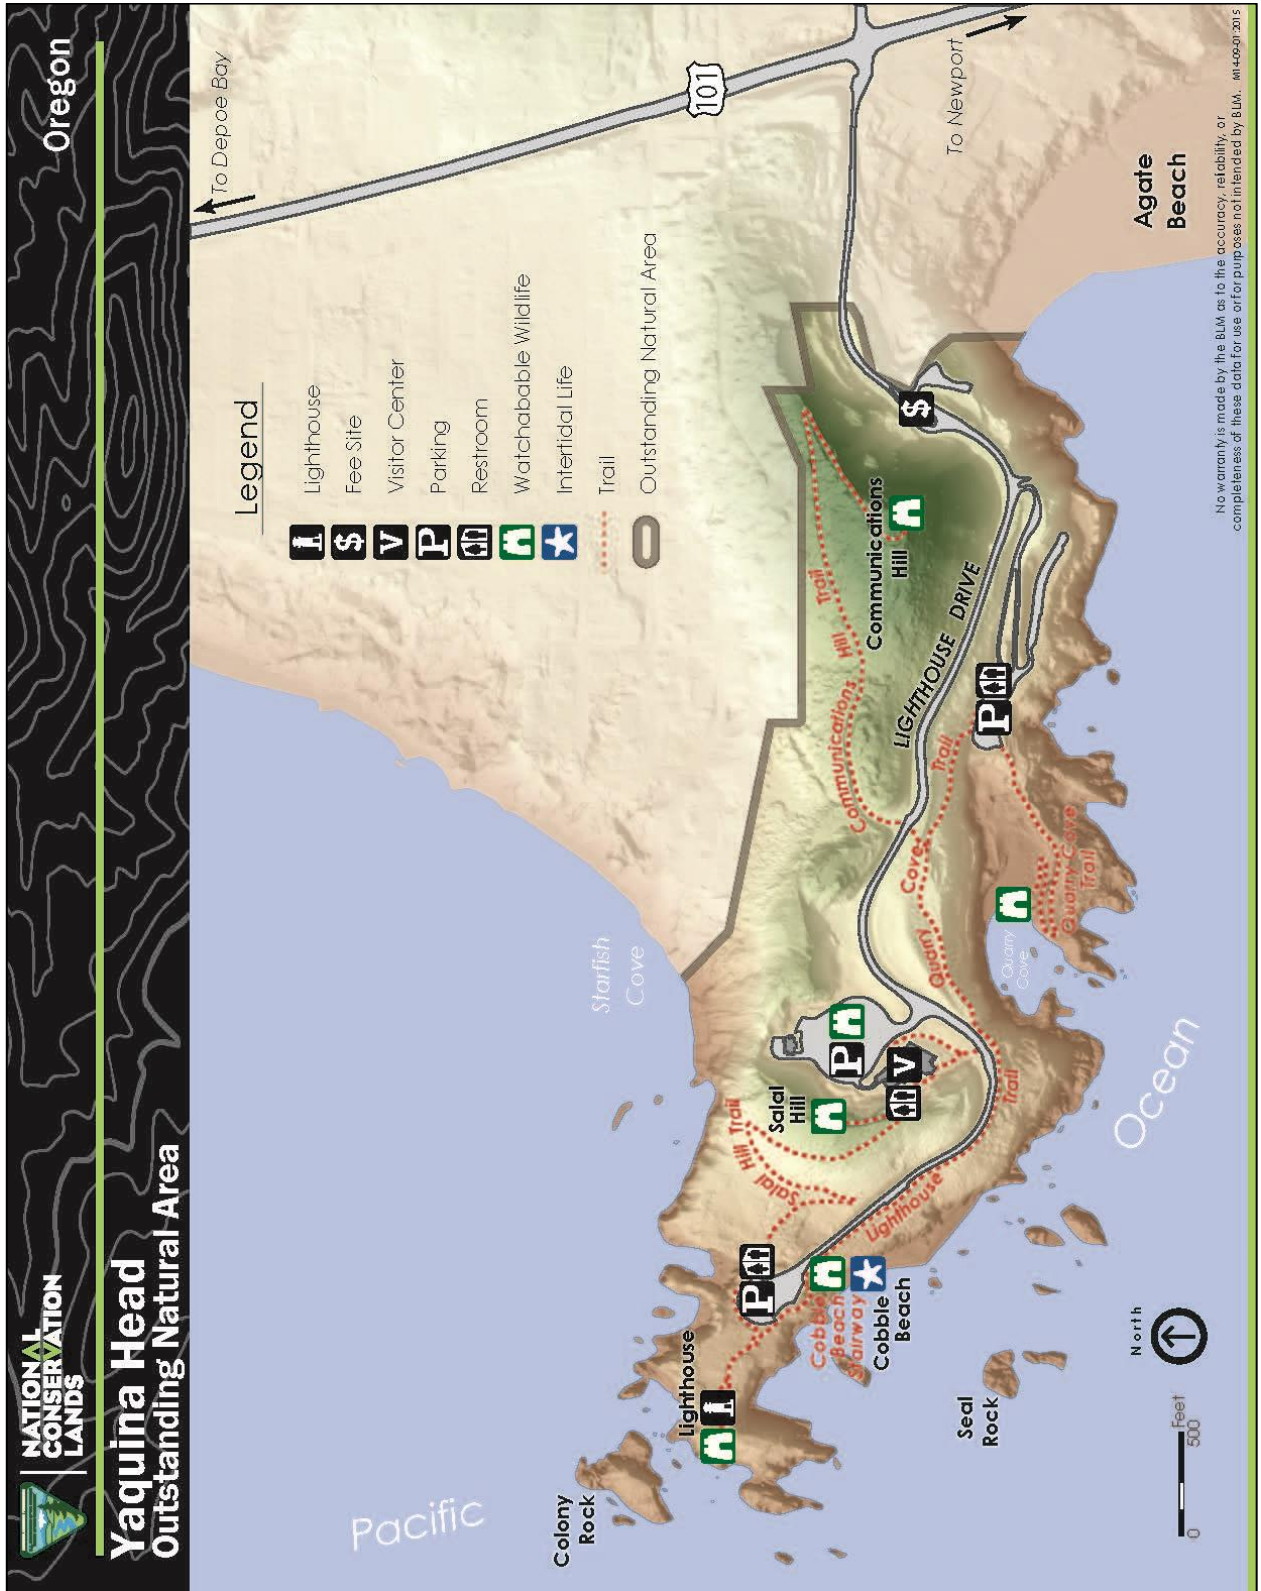 NATIONAL
CONSERVATION
LANDS
Yaquina Head
Outstanding Natural Area
Oregon
To Depoe Bay
101
To Newport
Legend
Lighthouse
$ Fee Site
V Visitor Center
P Parking
Restroom
Watchabable Wildlife
Intertidal Life
Trail
Outstanding Natural Area
Starfish
Cove
Pacific
Ocean
Colony
Rock
Lighthouse
P
Salal Hill Trail
Salal
Hill
P
V
Cobble
Beach
Stairway
Cobble
Beach
Lighthouse Trail
Seal
Rock
Quarry Cove Trail
Quarry
Cove
Quarry Cove
Trail
P
LIGHTHOUSE DRIVE
Communications Hill Trail
Communications
Hill
$
Agate
Beach
North
0 500
Feet
No warranty is made by the BLM as to the accuracy, reliability, or
completeness of these data for use or for purposes not intended by BLM. M14-09-01 2015